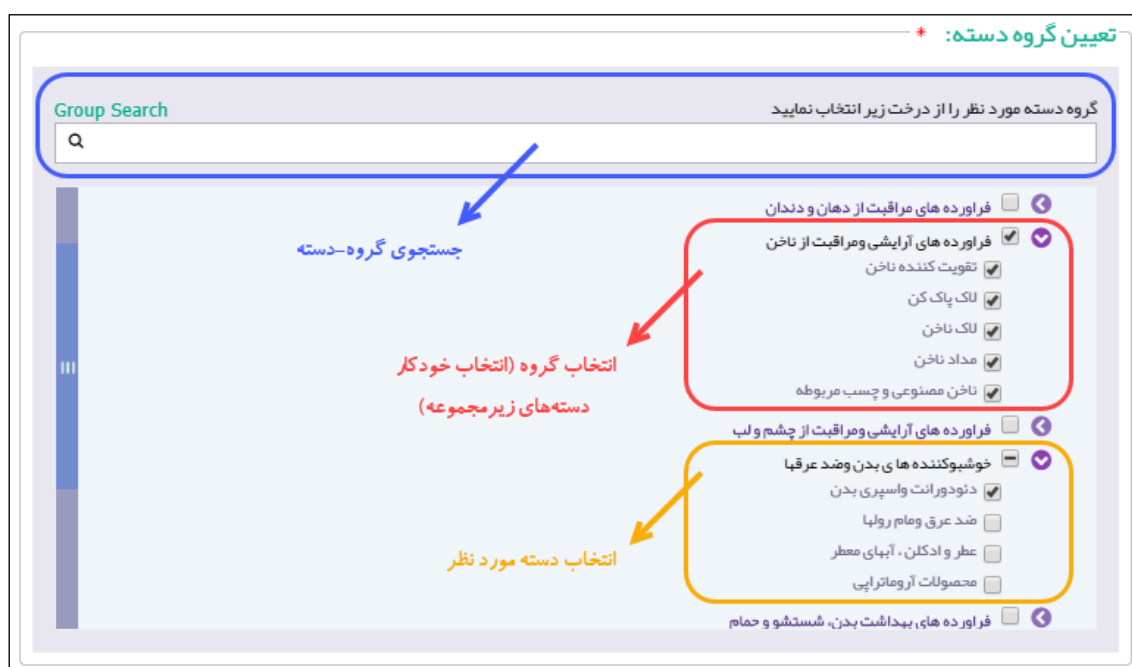 تعیین گروه دسته: *
گروه دسته مورد نظر را از درخت زیر انتخاب نمایید
Group Search
جستجوی گروه-دسته
فراورده های مراقبت از دهان و دندان
فراورده های آرایشی ومراقبت از ناخن
تقویت کننده ناخن
لاک پاک کن
لاک ناخن
مداد ناخن
ناخن مصنوعی و چسب مربوطه
انتخاب گروه (انتخاب خودکار
دسته‌های زیرمجموعه)
فراورده های آرایشی ومراقبت از چشم و لب
خوشبوکننده ها ی بدن وضد عرقها
دئودورانت واسپری بدن
ضد عرق ومام رولها
عطر و ادکلن ، آبهای معطر
محصولات آروماتراپی
انتخاب دسته مورد نظر
فراورده های بهداشت بدن، شستشو و حمام